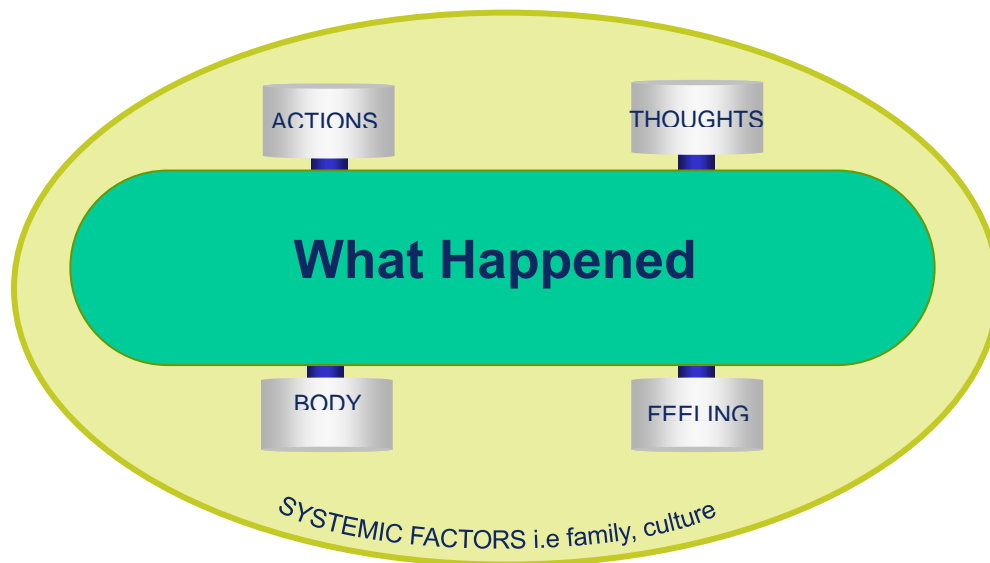 ACTIONS
THOUGHTS
What Happened
BODY
FEELING
SYSTEMIC FACTORS i.e family, culture